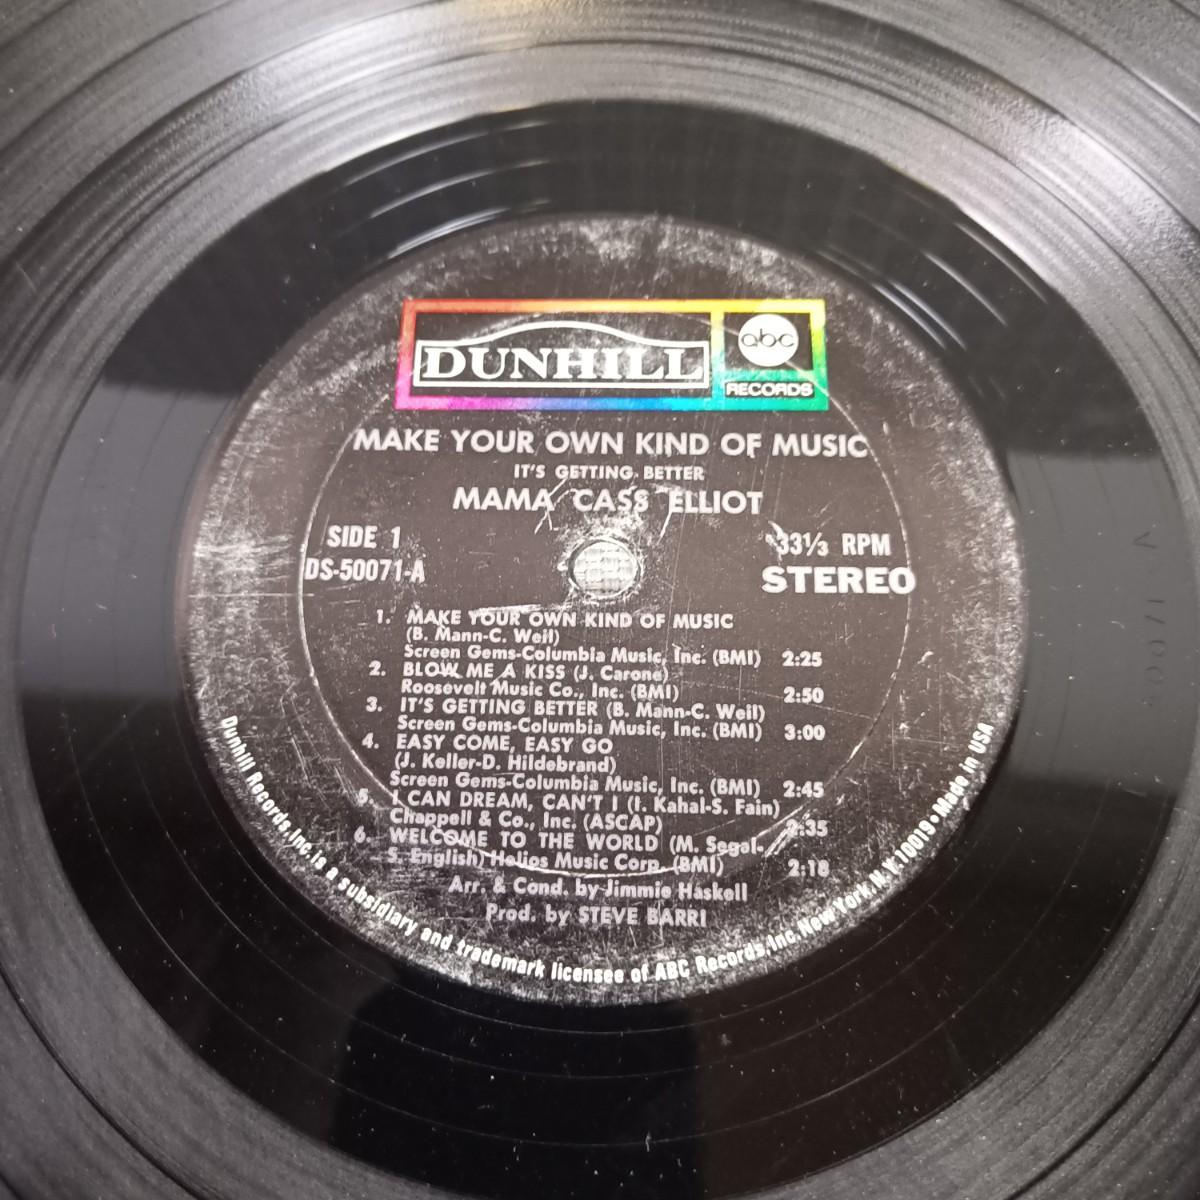 DUNHILL
abc
RECORDS
MAKE YOUR OWN KIND OF MUSIC
IT'S GETTING BETTER
MAMA CASS ELLIOT
SIDE 1
DS-50071-A
33 1/3 RPM
STEREO
1. MAKE YOUR OWN KIND OF MUSIC
(B. Mann-C. Weil)
Screen Gems-Columbia Music, Inc. (BMI) 2:25
2. BLOW ME A KISS (J. Carone)
Roosevelt Music Co., Inc. (BMI) 2:50
3. IT'S GETTING BETTER (B. Mann-C. Weil)
Screen Gems-Columbia Music, Inc. (BMI) 3:00
4. EASY COME, EASY GO
(J. Keller-D. Hildebrand)
Screen Gems-Columbia Music, Inc. (BMI) 2:45
5. I CAN DREAM, CAN'T I (I. Kahal-S. Fain)
Chappell & Co., Inc. (ASCAP) 2:35
6. WELCOME TO THE WORLD (M. Segal-
S. English) Helios Music Corp. (BMI) 2:18
Arr. & Cond. by Jimmie Haskell
Prod. by STEVE BARRI
Dunhill Records, Inc. is a subsidiary and trademark licensee of ABC Records, Inc. New York, N.Y. 10019 • Made in USA